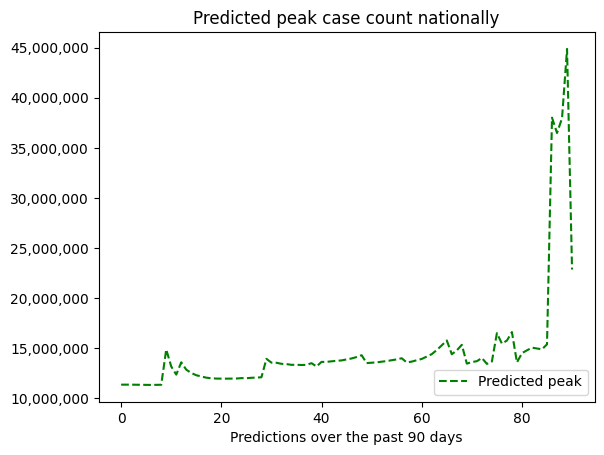 Predicted peak case count nationally
45,000,000
40,000,000
35,000,000
30,000,000
25,000,000
20,000,000
15,000,000
10,000,000
Predicted peak
0 20 40 60 80
Predictions over the past 90 days